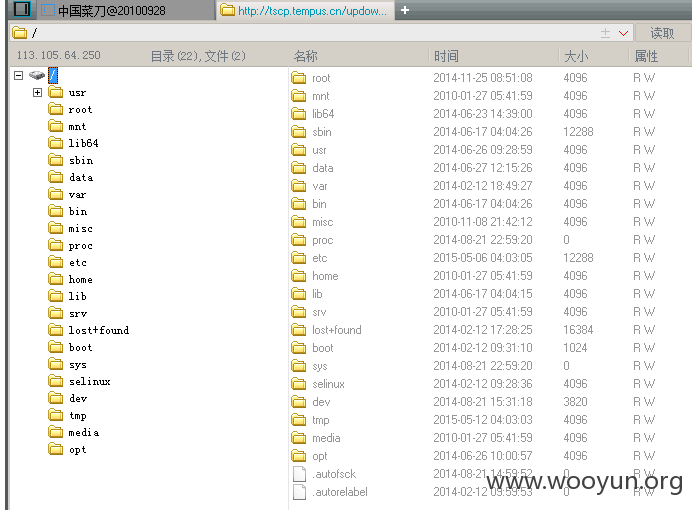 中国菜刀@20100928 http://tscp.tempus.cn/updow... +
/ 读取
113.105.64.250 目录(22),文件(2) 名称 时间 大小 属性
/
usr
root
mnt
lib64
sbin
data
var
bin
misc
proc
etc
home
lib
srv
lost+found
boot
sys
selinux
dev
tmp
media
opt
root 2014-11-25 08:51:08 4096 R W
mnt 2010-01-27 05:41:59 4096 R W
lib64 2014-06-23 14:39:00 4096 R W
sbin 2014-06-17 04:04:26 12288 R W
usr 2014-06-26 09:28:59 4096 R W
data 2014-06-27 12:15:26 4096 R W
var 2014-02-12 18:49:27 4096 R W
bin 2014-06-17 04:04:26 4096 R W
misc 2010-11-08 21:42:12 4096 R W
proc 2014-08-21 22:59:20 0 R W
etc 2015-05-06 04:03:05 12288 R W
home 2010-01-27 05:41:59 4096 R W
lib 2014-06-17 04:04:15 4096 R W
srv 2010-01-27 05:41:59 4096 R W
lost+found 2014-02-12 17:28:25 16384 R W
boot 2014-02-12 09:31:10 1024 R W
sys 2014-08-21 22:59:20 0 R W
selinux 2014-02-12 09:28:36 4096 R W
dev 2014-08-21 15:31:18 3820 R W
tmp 2015-05-12 04:03:03 4096 R W
media 2010-01-27 05:41:59 4096 R W
opt 2014-06-26 10:00:57 4096 R W
.autofsck 2014-08-21 14:59:52 0 R W
.autorelabel 2014-02-12 09:59:53 0 R W
www.wooyun.org